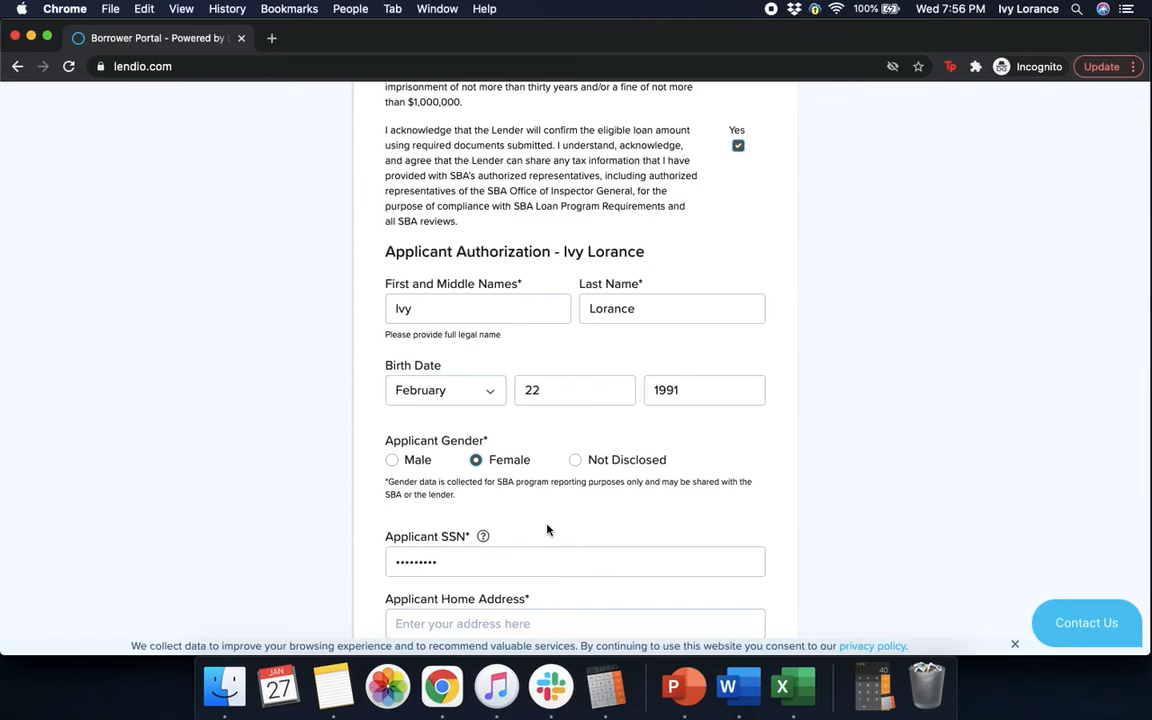 Chrome File Edit View History Bookmarks People Tab Window Help 100% Wed 7:56 PM Ivy Lorance
Borrower Portal - Powered by
lendio.com Incognito Update
imprisonment of not more than thirty years and/or a fine of not more
than $1,000,000.
I acknowledge that the Lender will confirm the eligible loan amount Yes
using required documents submitted. I understand, acknowledge,
and agree that the Lender can share any tax information that I have
provided with SBA's authorized representatives, including authorized
representatives of the SBA Office of Inspector General, for the
purpose of compliance with SBA Loan Program Requirements and
all SBA reviews.
Applicant Authorization - Ivy Lorance
First and Middle Names* Last Name*
Ivy Lorance
Please provide full legal name
Birth Date
February 22 1991
Applicant Gender*
Male Female Not Disclosed
*Gender data is collected for SBA program reporting purposes only and may be shared with the
SBA or the lender.
Applicant SSN* ?
•••••••••
Applicant Home Address*
Enter your address here
Contact Us
We collect data to improve your browsing experience and to recommend valuable services. By continuing to use this website you consent to our privacy policy.
JAN
27
P W X 40